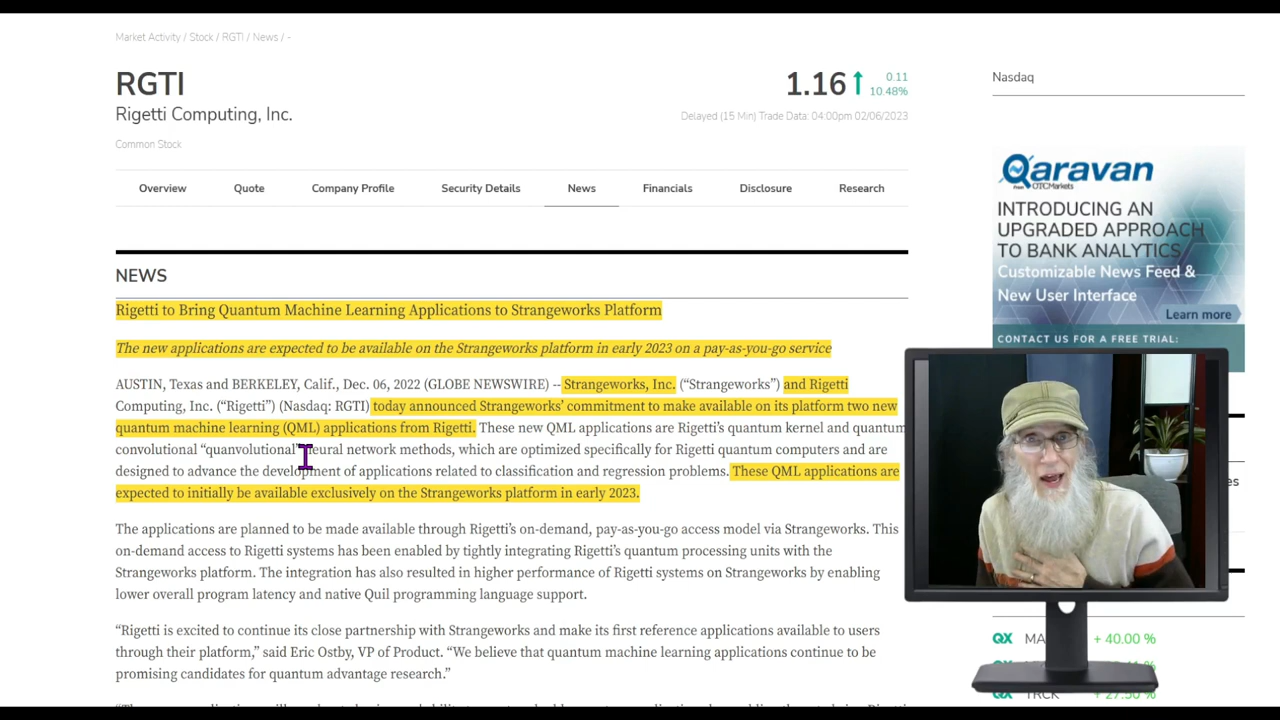 Market Activity / Stock / RGTI / News / -
RGTI
1.16
0.11
10.48%
Rigetti Computing, Inc.
Delayed (15 Min) Trade Data: 04:00pm 02/06/2023
Common Stock
Overview Quote Company Profile Security Details News Financials Disclosure Research
NEWS
Rigetti to Bring Quantum Machine Learning Applications to Strangeworks Platform
The new applications are expected to be available on the Strangeworks platform in early 2023 on a pay-as-you-go service
AUSTIN, Texas and BERKELEY, Calif., Dec. 06, 2022 (GLOBE NEWSWIRE) -- Strangeworks, Inc. (“Strangeworks”) and Rigetti
Computing, Inc. (“Rigetti”) (Nasdaq: RGTI) today announced Strangeworks’ commitment to make available on its platform two new
quantum machine learning (QML) applications from Rigetti. These new QML applications are Rigetti’s quantum kernel and quantum
convolutional “quanvolutional” neural network methods, which are optimized specifically for Rigetti quantum computers and are
designed to advance the development of applications related to classification and regression problems. These QML applications are
expected to initially be available exclusively on the Strangeworks platform in early 2023.
The applications are planned to be made available through Rigetti’s on-demand, pay-as-you-go access model via Strangeworks. This
on-demand access to Rigetti systems has been enabled by tightly integrating Rigetti’s quantum processing units with the
Strangeworks platform. The integration has also resulted in higher performance of Rigetti systems on Strangeworks by enabling
lower overall program latency and native Quil programming language support.
“Rigetti is excited to continue its close partnership with Strangeworks and make its first reference applications available to users
through their platform,” said Eric Ostby, VP of Product. “We believe that quantum machine learning applications continue to be
promising candidates for quantum advantage research.”
Nasdaq
Qaravan
From OTCMarkets
INTRODUCING AN
UPGRADED APPROACH
TO BANK ANALYTICS
Customizable News Feed &
New User Interface
Learn more
CONTACT US FOR A FREE TRIAL:
QX + 40.00 %
TRCK + 27.50 %